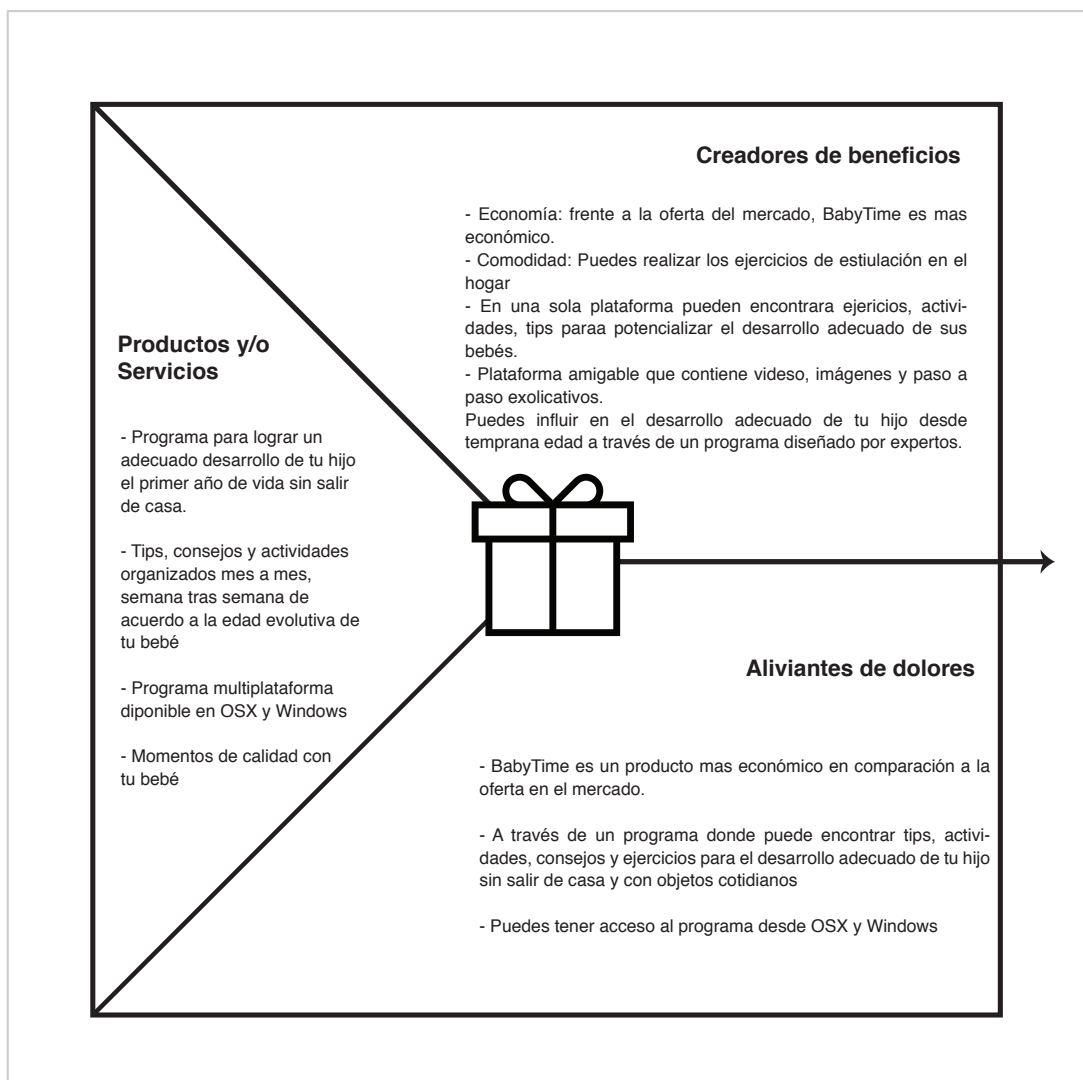 Creadores de beneficios
- Economía: frente a la oferta del mercado, BabyTime es mas
económico.
- Comodidad: Puedes realizar los ejercicios de estiulación en el
hogar
- En una sola plataforma pueden encontrara ejericios, activi-
dades, tips paraa potencializar el desarrollo adecuado de sus
bebés.
- Plataforma amigable que contiene videso, imágenes y paso a
paso exolicativos.
Puedes influir en el desarrollo adecuado de tu hijo desde
temprana edad a través de un programa diseñado por expertos.
Productos y/o
Servicios
- Programa para lograr un
adecuado desarrollo de tu hijo
el primer año de vida sin salir
de casa.
- Tips, consejos y actividades
organizados mes a mes,
semana tras semana de
acuerdo a la edad evolutiva de
tu bebé
- Programa multiplataforma
diponible en OSX y Windows
- Momentos de calidad con
tu bebé
Aliviantes de dolores
- BabyTime es un producto mas económico en comparación a la
oferta en el mercado.
- A través de un programa donde puede encontrar tips, activi-
dades, consejos y ejercicios para el desarrollo adecuado de tu hijo
sin salir de casa y con objetos cotidianos
- Puedes tener acceso al programa desde OSX y Windows